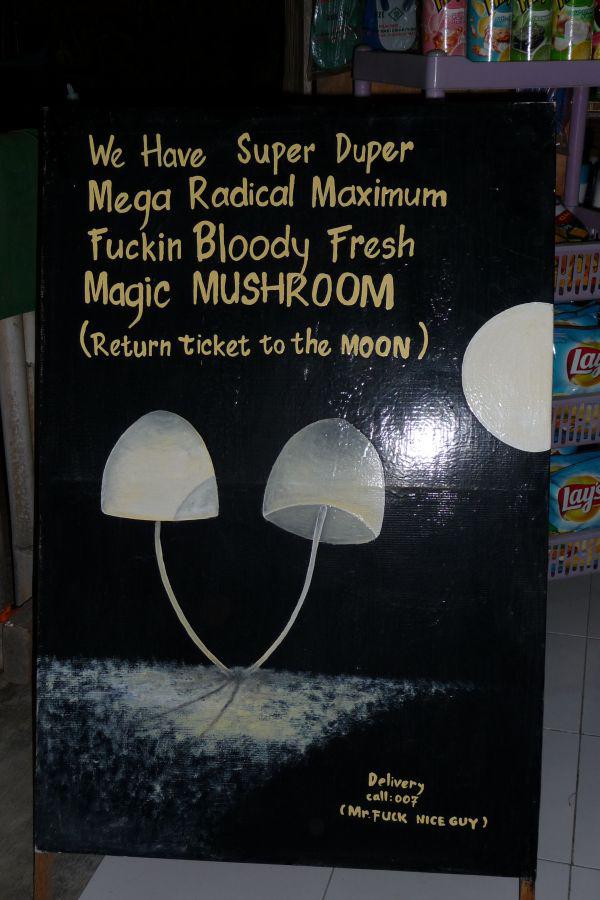 We Have Super Duper
Mega Radical Maximum
Fuckin Bloody Fresh
Magic MUSHROOM
(Return ticket to the MOON)
Lay's
Lay's
Delivery
call:007
(Mr.FUCK NICE GUY)